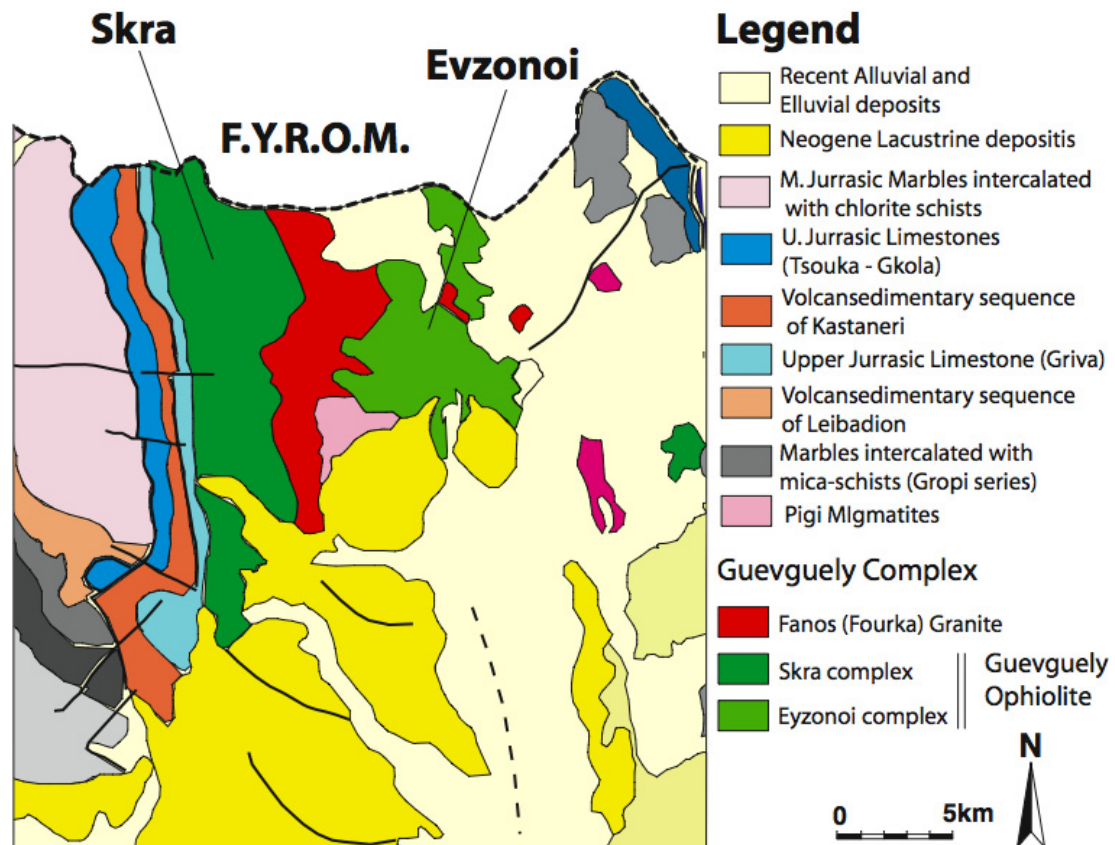 Skra
Evzonoi
F.Y.R.O.M.
Legend
Recent Alluvial and
Elluvial deposits
Neogene Lacustrine depositis
M. Jurrasic Marbles intercalated
with chlorite schists
U. Jurrasic Limestones
(Tsouka - Gkola)
Volcansedimentary sequence
of Kastaneri
Upper Jurrasic Limestone (Griva)
Volcansedimentary sequence
of Leibadion
Marbles intercalated with
mica-schists (Gropi series)
Pigi MIgmatites
Guevguely Complex
Fanos (Fourka) Granite
Skra complex
Eyzonoi complex
Guevguely
Ophiolite
N
0 5km